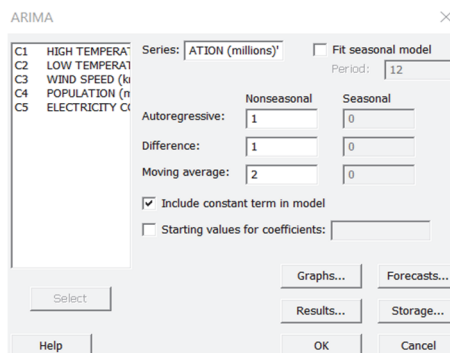 ARIMA
C1 HIGH TEMPERAT
C2 LOW TEMPERAT
C3 WIND SPEED (k
C4 POPULATION (m
C5 ELECTRICITY CO
Series: ATION (millions)'
Fit seasonal model
Period: 12
Nonseasonal Seasonal
Autoregressive: 1 0
Difference: 1 0
Moving average: 2 0
Include constant term in model
Starting values for coefficients:
Select
Graphs... Forecasts...
Results... Storage...
Help OK Cancel